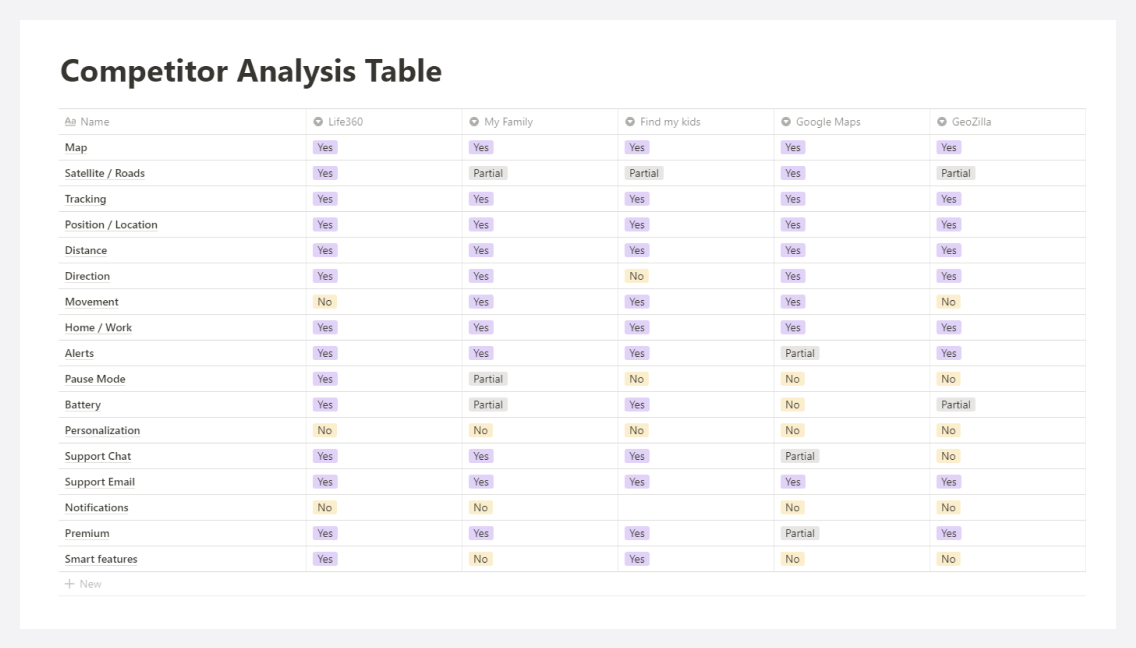 Competitor Analysis Table
Aa Name Life360 My Family Find my kids Google Maps GeoZilla
Map Yes Yes Yes Yes Yes
Satellite / Roads Yes Partial Partial Yes Partial
Tracking Yes Yes Yes Yes Yes
Position / Location Yes Yes Yes Yes Yes
Distance Yes Yes Yes Yes Yes
Direction Yes Yes No Yes Yes
Movement No Yes Yes Yes No
Home / Work Yes Yes Yes Yes Yes
Alerts Yes Yes Yes Partial Yes
Pause Mode Yes Partial No No No
Battery Yes Partial Yes No Partial
Personalization No No No No No
Support Chat Yes Yes Yes Partial No
Support Email Yes Yes Yes Yes Yes
Notifications No No No No
Premium Yes Yes Yes Partial Yes
Smart features Yes No Yes No No
+ New